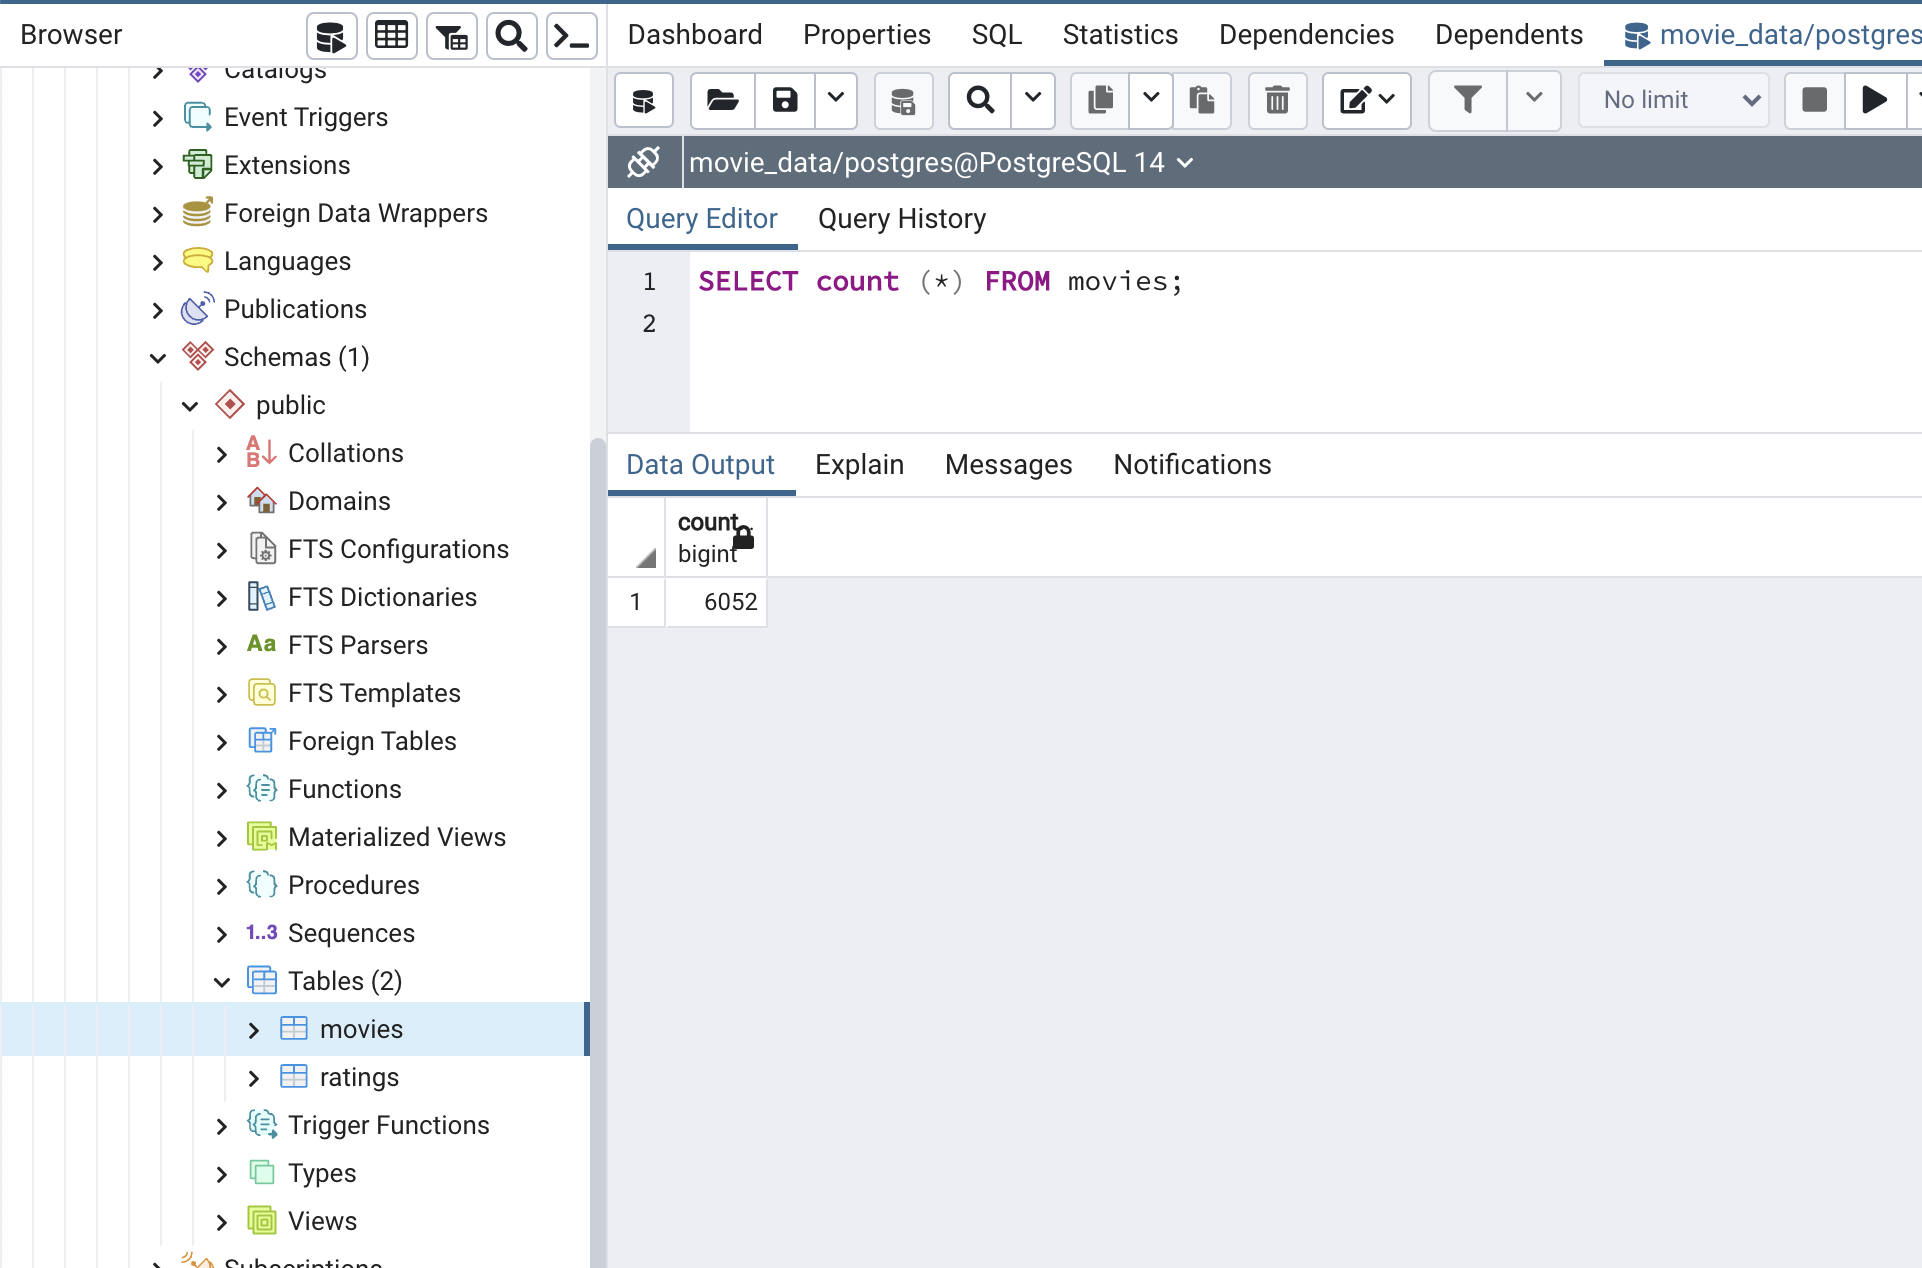 Browser
Dashboard Properties SQL Statistics Dependencies Dependents movie_data/postgres
Catalogs
Event Triggers
Extensions
Foreign Data Wrappers
Languages
Publications
Schemas (1)
public
Collations
A
B
Domains
FTS Configurations
FTS Dictionaries
Aa FTS Parsers
FTS Templates
Foreign Tables
Functions
Materialized Views
Procedures
1..3 Sequences
Tables (2)
movies
ratings
Trigger Functions
Types
Views
Subscriptions
No limit
movie_data/postgres@PostgreSQL 14
Query Editor Query History
1 SELECT count (*) FROM movies;
2
Data Output Explain Messages Notifications
count
bigint
1 6052